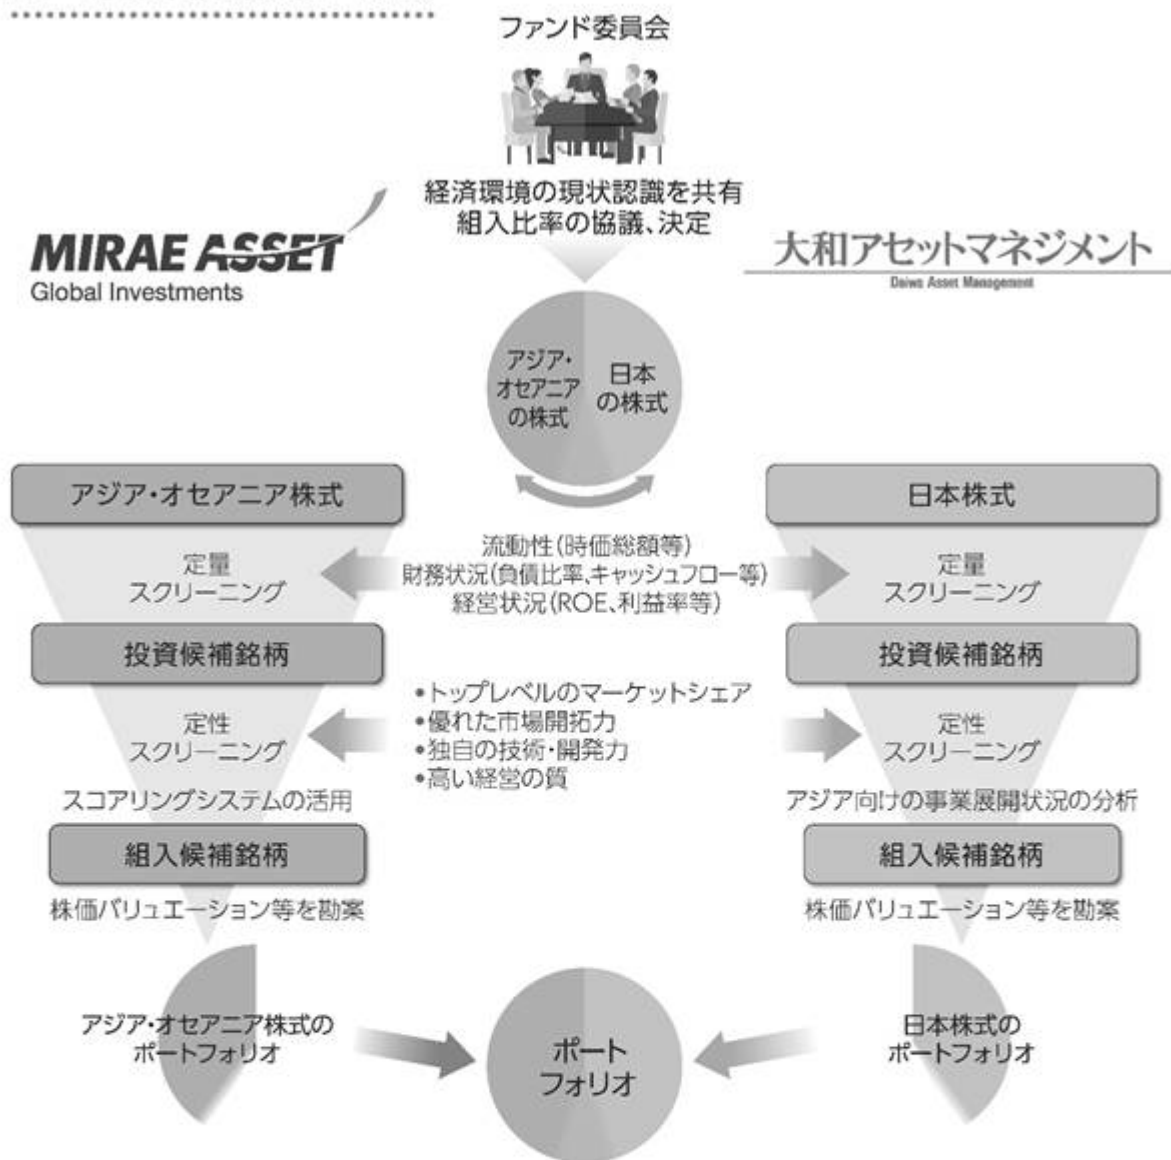 ファンド委員会
経済環境の現状認識を共有
組入比率の協議、決定
MIRAE ASSET
Global Investments
大和アセットマネジメント
Daiwa Asset Management
アジア・
オセアニア
の株式
日本
の株式
アジア・オセアニア株式
日本株式
定量
スクリーニング
流動性(時価総額等)
財務状況(負債比率、キャッシュフロー等)
経営状況(ROE、利益率等)
定量
スクリーニング
投資候補銘柄
投資候補銘柄
定性
スクリーニング
•トップレベルのマーケットシェア
•優れた市場開拓力
•独自の技術・開発力
•高い経営の質
定性
スクリーニング
スコアリングシステムの活用
アジア向けの事業展開状況の分析
組入候補銘柄
組入候補銘柄
株価バリュエーション等を勘案
株価バリュエーション等を勘案
アジア・オセアニア株式の
ポートフォリオ
ポート
フォリオ
日本株式の
ポートフォリオ